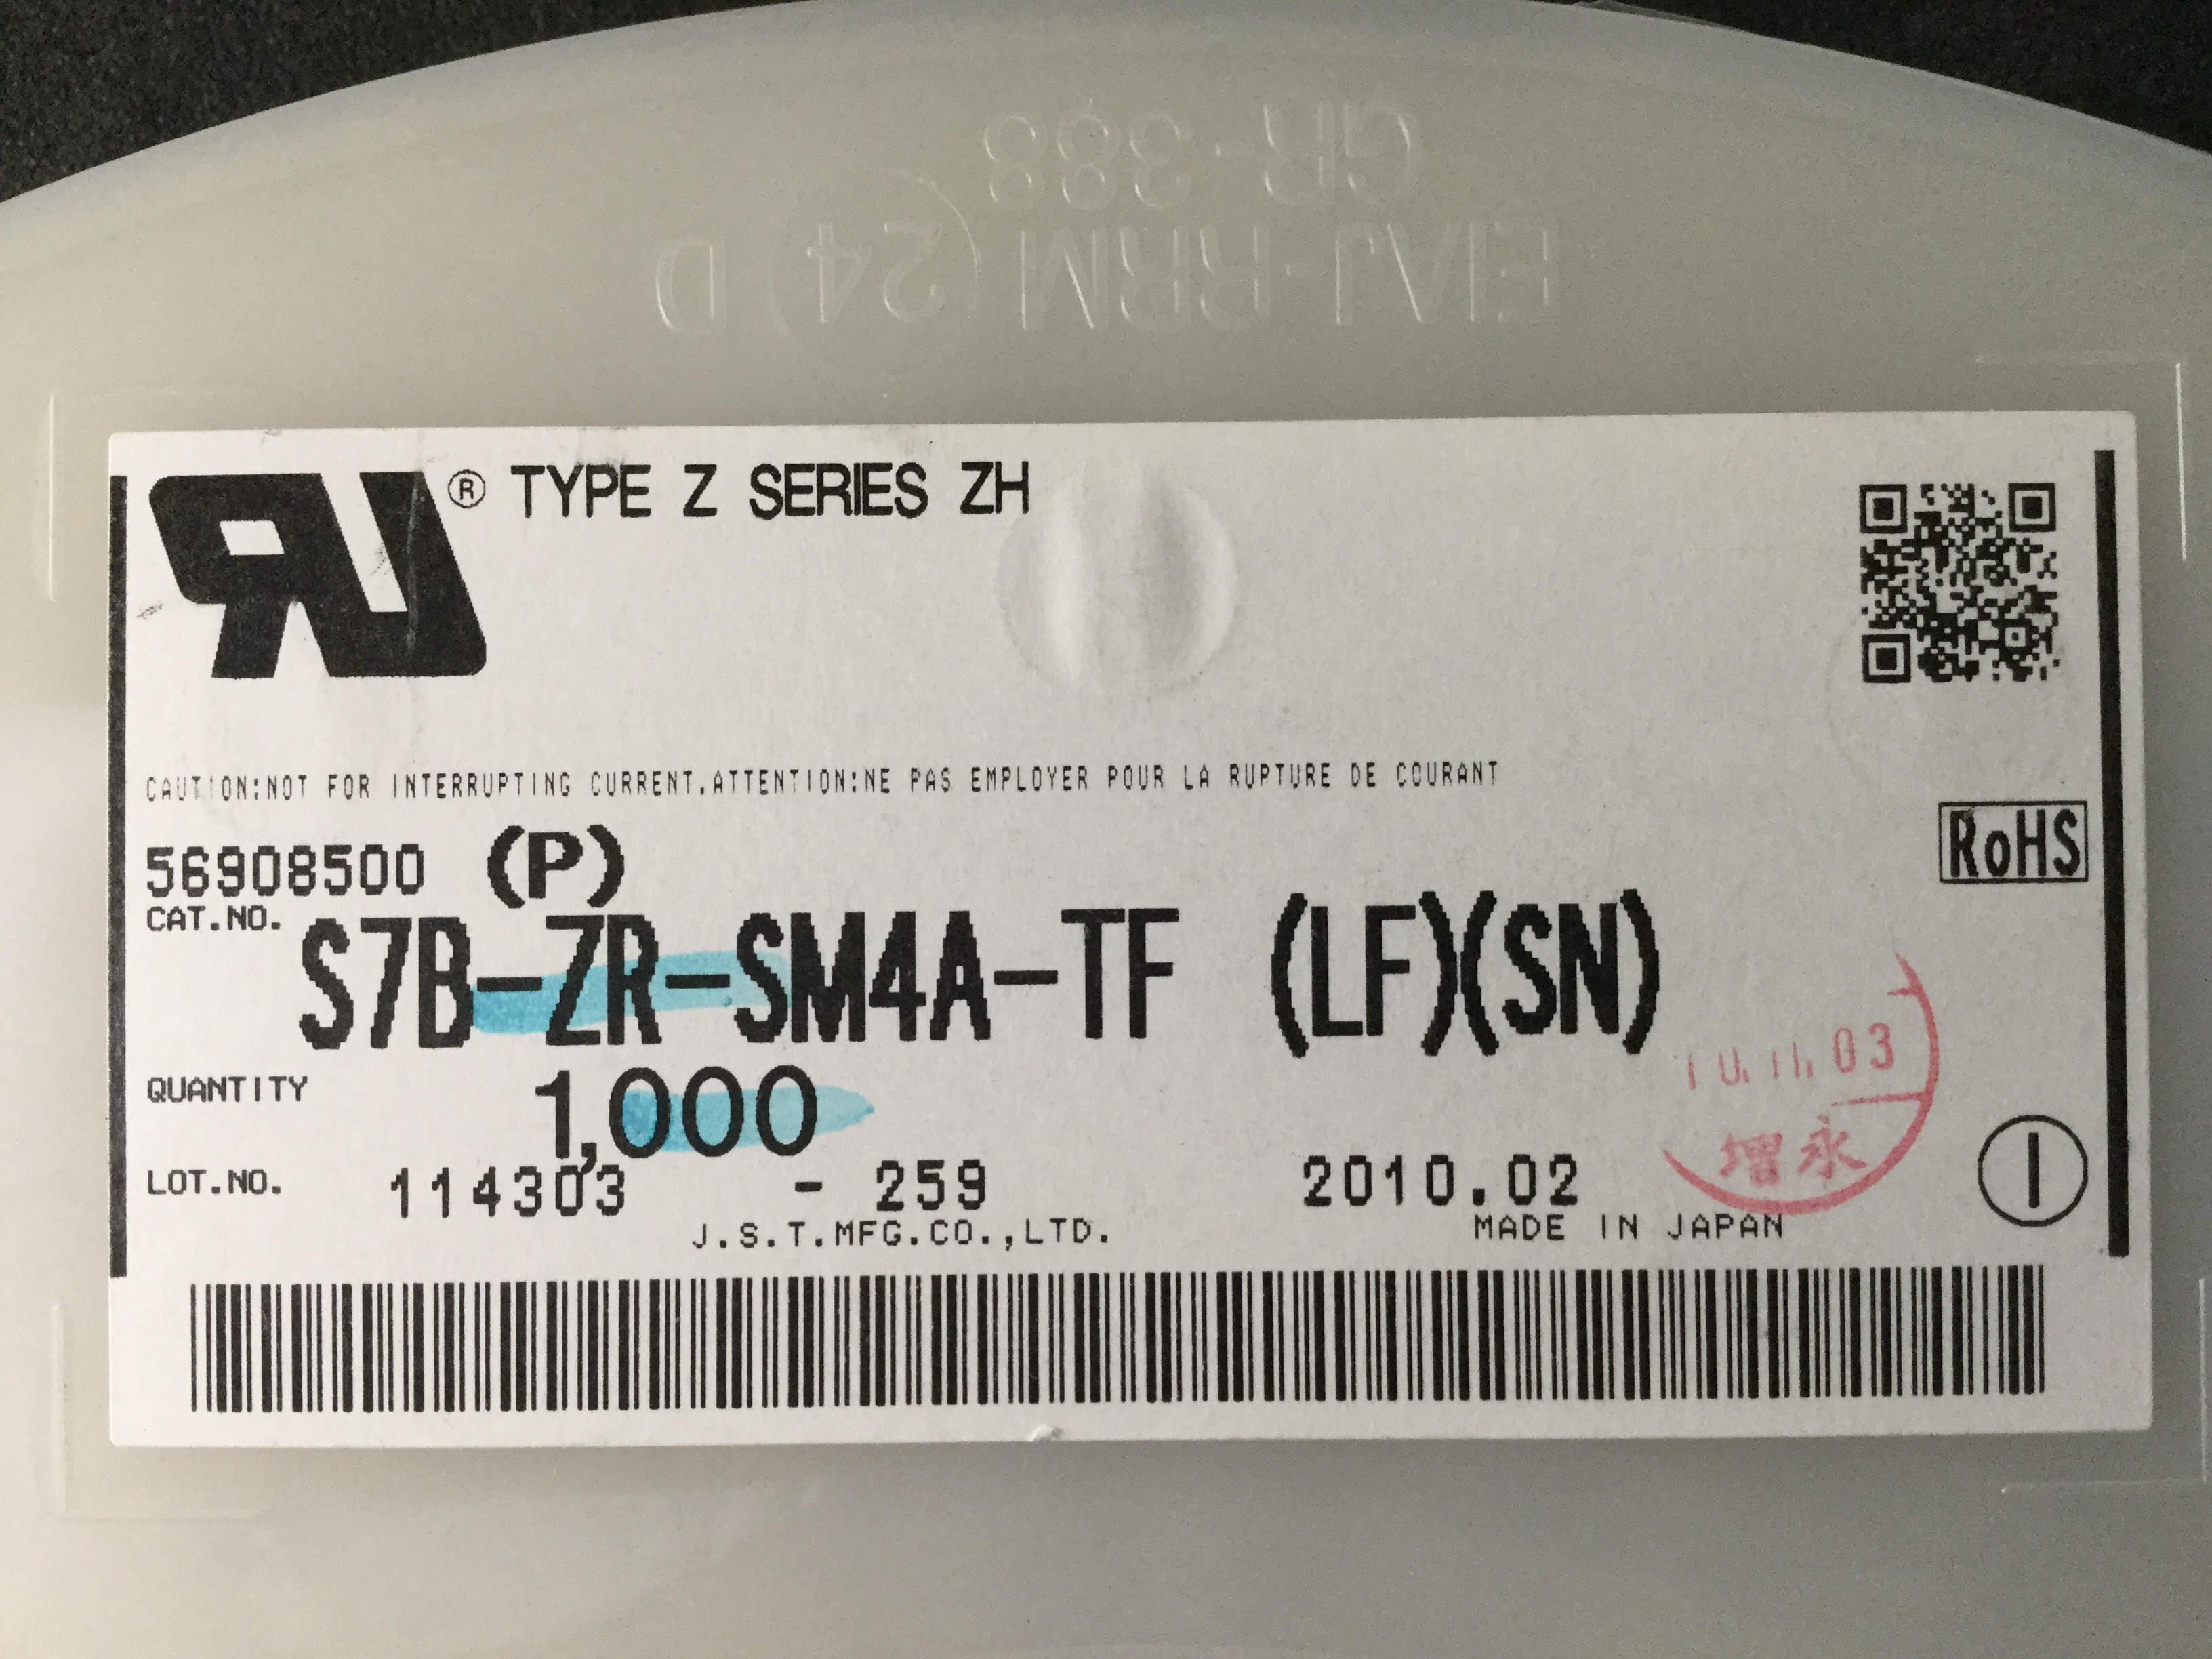 GR-388
EIAJ-RRM(24)D
® TYPE Z SERIES ZH
CAUTION:NOT FOR INTERRUPTING CURRENT.ATTENTION:NE PAS EMPLOYER POUR LA RUPTURE DE COURANT
RoHS
56908500 (P)
CAT.NO.
S7B-ZR-SM4A-TF (LF)(SN)
10.11.03
QUANTITY 1,000
増永
LOT.NO. 114303 - 259 2010.02
J.S.T.MFG.CO.,LTD. MADE IN JAPAN